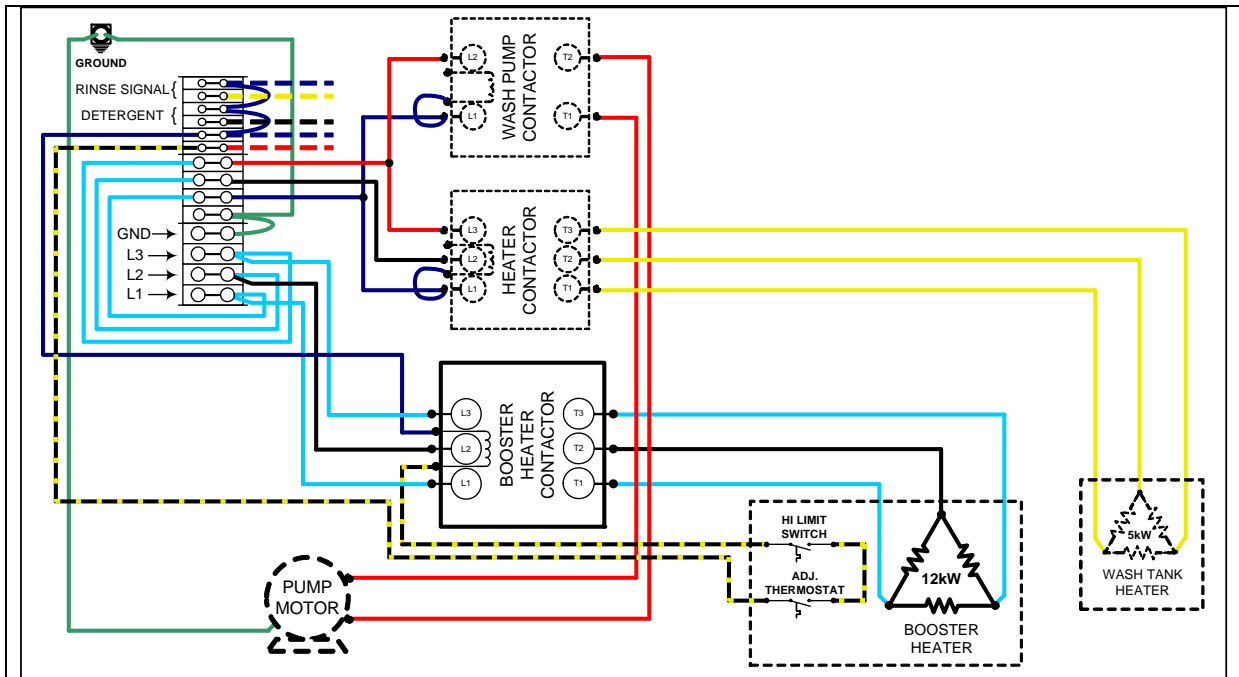 GROUND
RINSE SIGNAL
DETERGENT
GND
L3
L2
L1
L2
L1
WASH PUMP
CONTACTOR
T2
T1
L3
L2
L1
HEATER
CONTACTOR
T3
T2
T1
L3
L2
L1
BOOSTER
HEATER
CONTACTOR
T3
T2
T1
PUMP
MOTOR
HI LIMIT
SWITCH
ADJ.
THERMOSTAT
12kW
BOOSTER
HEATER
5kW
WASH TANK
HEATER